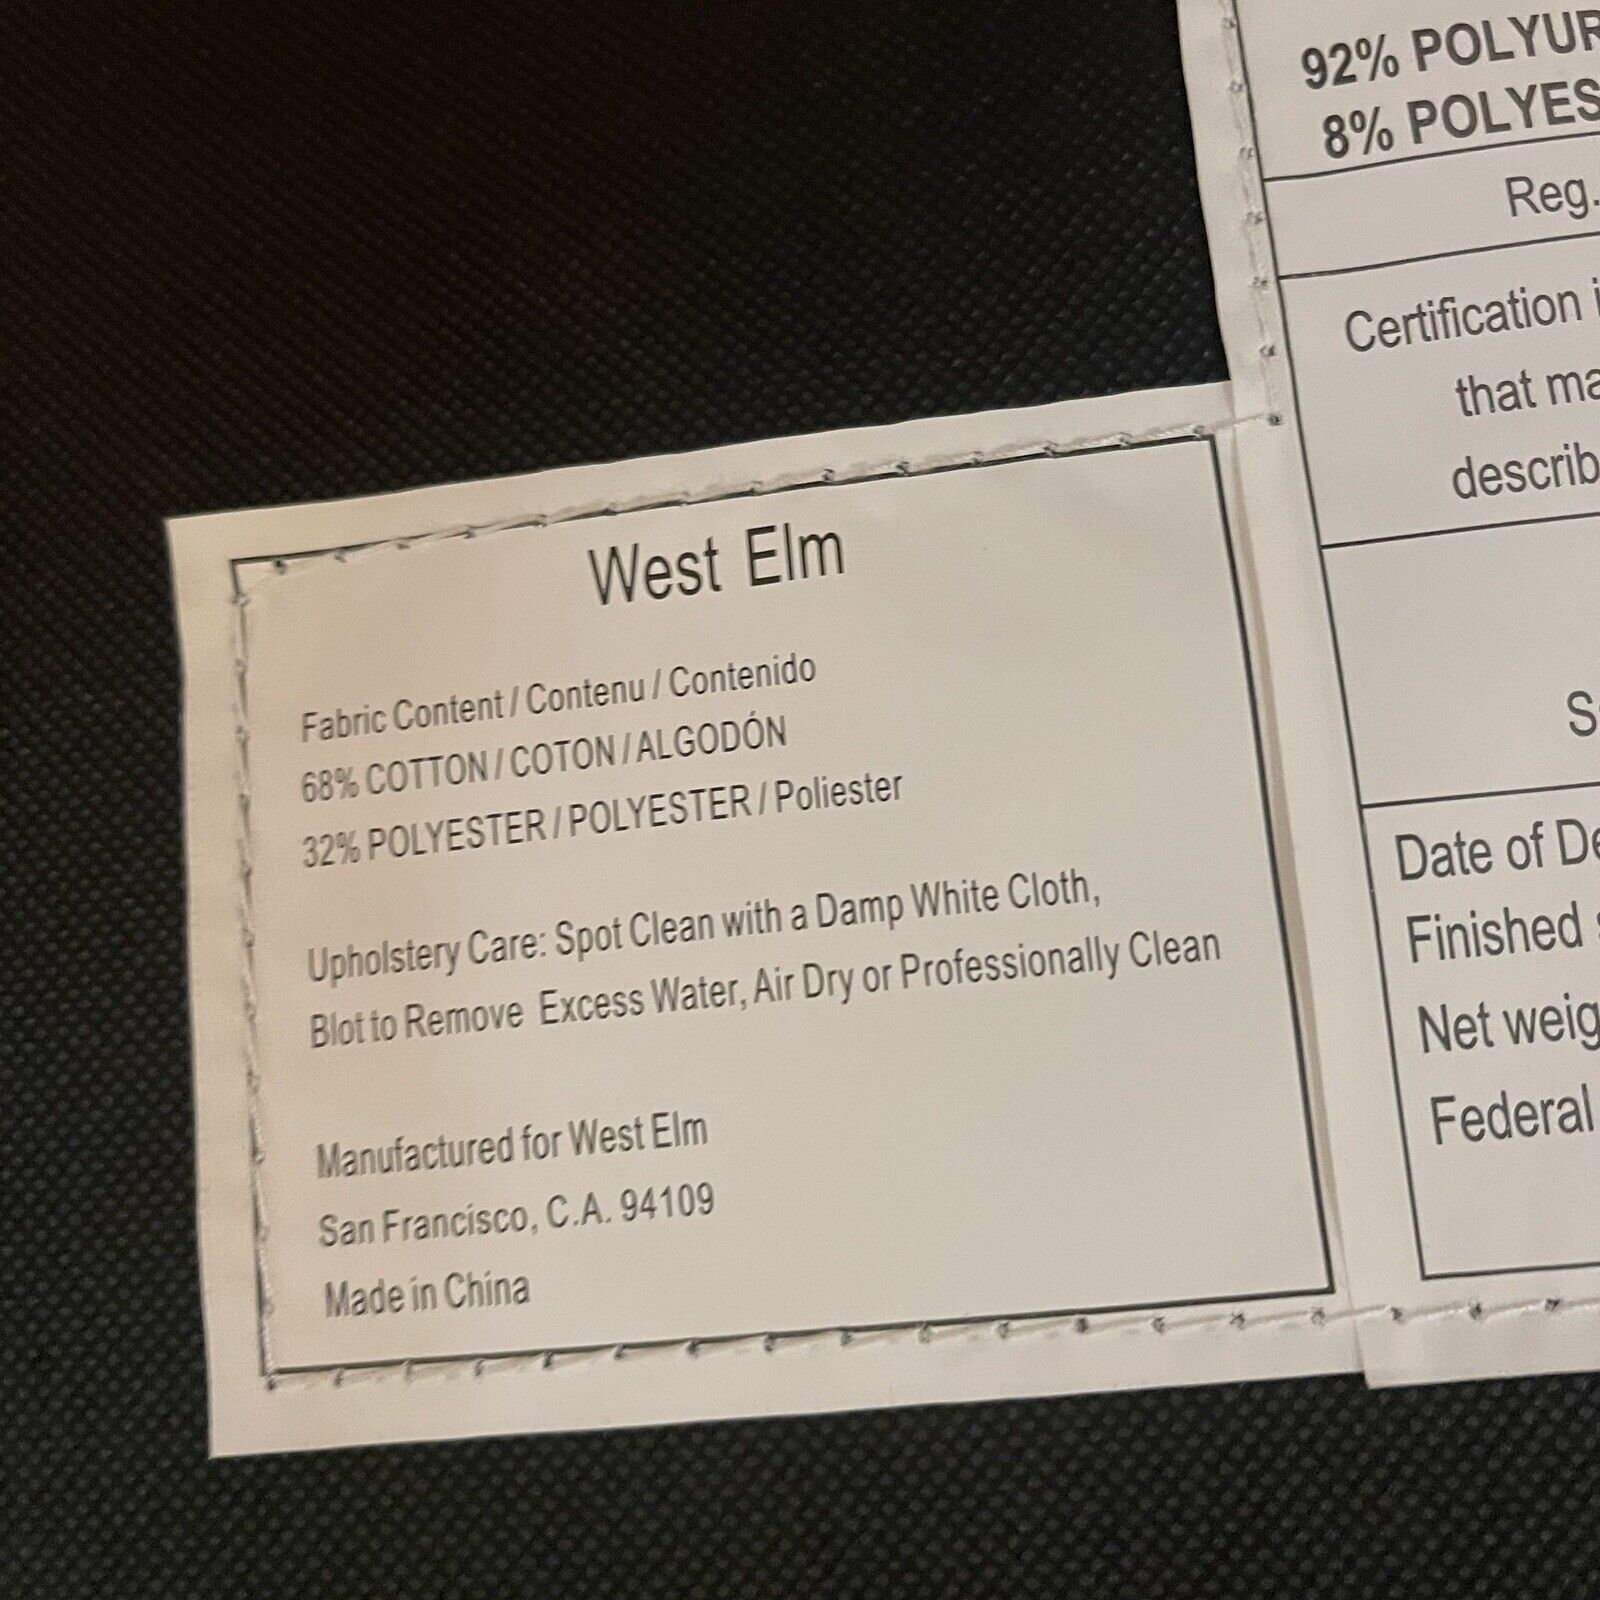 West Elm
Fabric Content / Contenu / Contenido
68% COTTON / COTON / ALGODÓN
32% POLYESTER / POLYESTER / Poliester
Upholstery Care: Spot Clean with a Damp White Cloth,
Blot to Remove Excess Water, Air Dry or Professionally Clean
Manufactured for West Elm
San Francisco, C.A. 94109
Made in China
92% POLYUR
8% POLYES
Reg.
Certification i
that ma
describ
S
Date of De
Finished s
Net weig
Federal